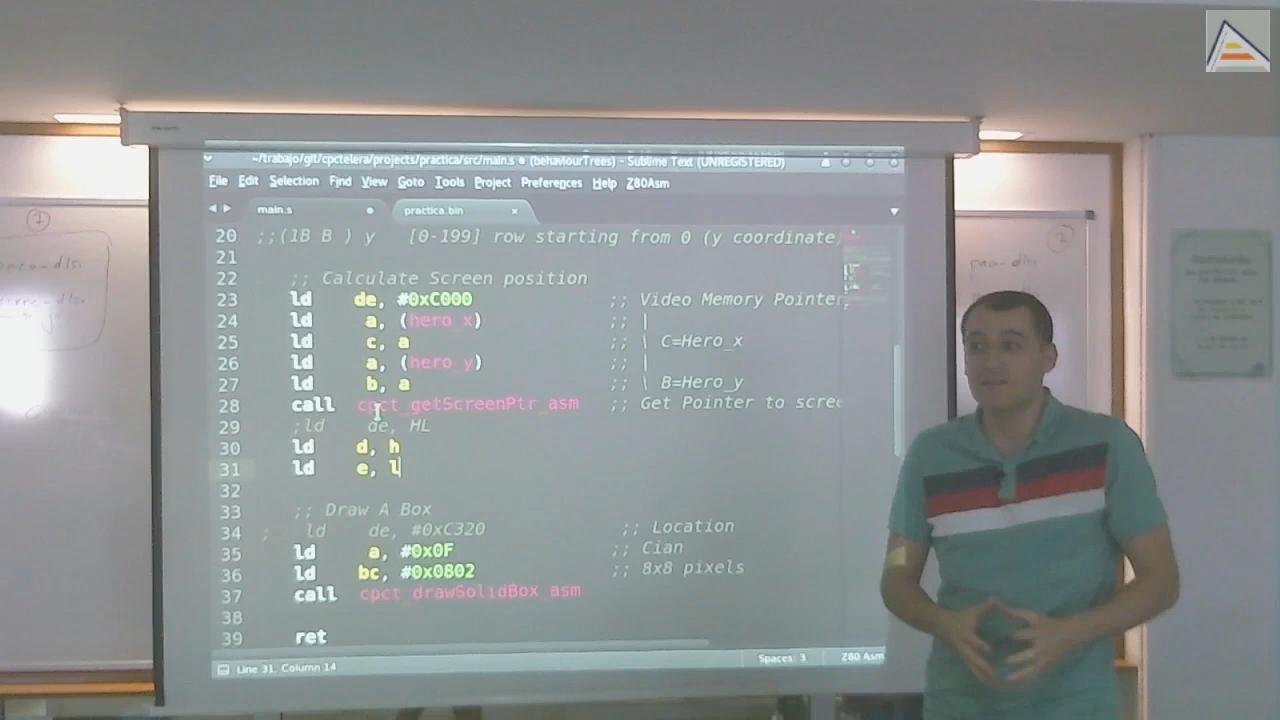 ~/trabajo/git/cpctelera/projects/practica/src/main.s • (behaviourTrees) - Sublime Text (UNREGISTERED)
File Edit Selection Find View Goto Tools Project Preferences Help Z80Asm
main.s practica.bin
20 ;;(1B B ) y [0-199] row starting from 0 (y coordinate
21
22 ;; Calculate Screen position
23 ld de, #0xC000 ;; Video Memory Pointer
24 ld a, (hero_x) ;; |
25 ld c, a ;; \ C=Hero_x
26 ld a, (hero_y) ;; |
27 ld b, a ;; \ B=Hero_y
28 call cpct_getScreenPtr_asm ;; Get Pointer to scre
29 ;ld de, HL
30 ld d, h
31 ld e, l
32
33 ;; Draw A Box
34 ; ld de, #0xC320 ;; Location
35 ld a, #0x0F ;; Cian
36 ld bc, #0x0802 ;; 8x8 pixels
37 call cpct_drawSolidBox_asm
38
39 ret
Line 31, Column 14 Spaces: 3 Z80 Asm